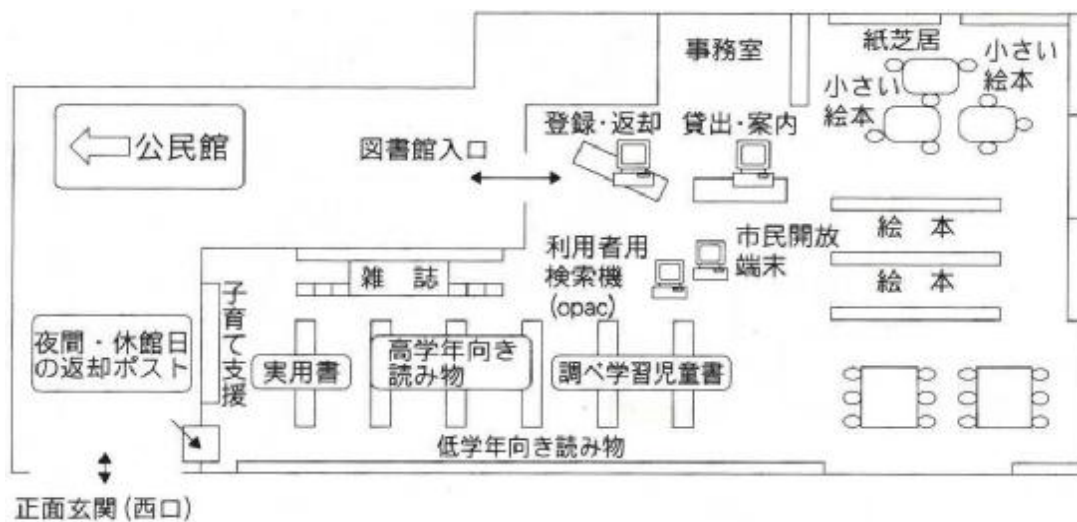 紙芝居
小さい
絵本
小さい
絵本
事務室
登録・返却
貸出・案内
公民館
図書館入口
利用者用
検索機
(opac)
市民開放
端末
絵 本
絵 本
雑 誌
子育て支援
夜間・休館日
の返却ポスト
実用書
高学年向き
読み物
調べ学習児童書
低学年向き読み物
正面玄関(西口)